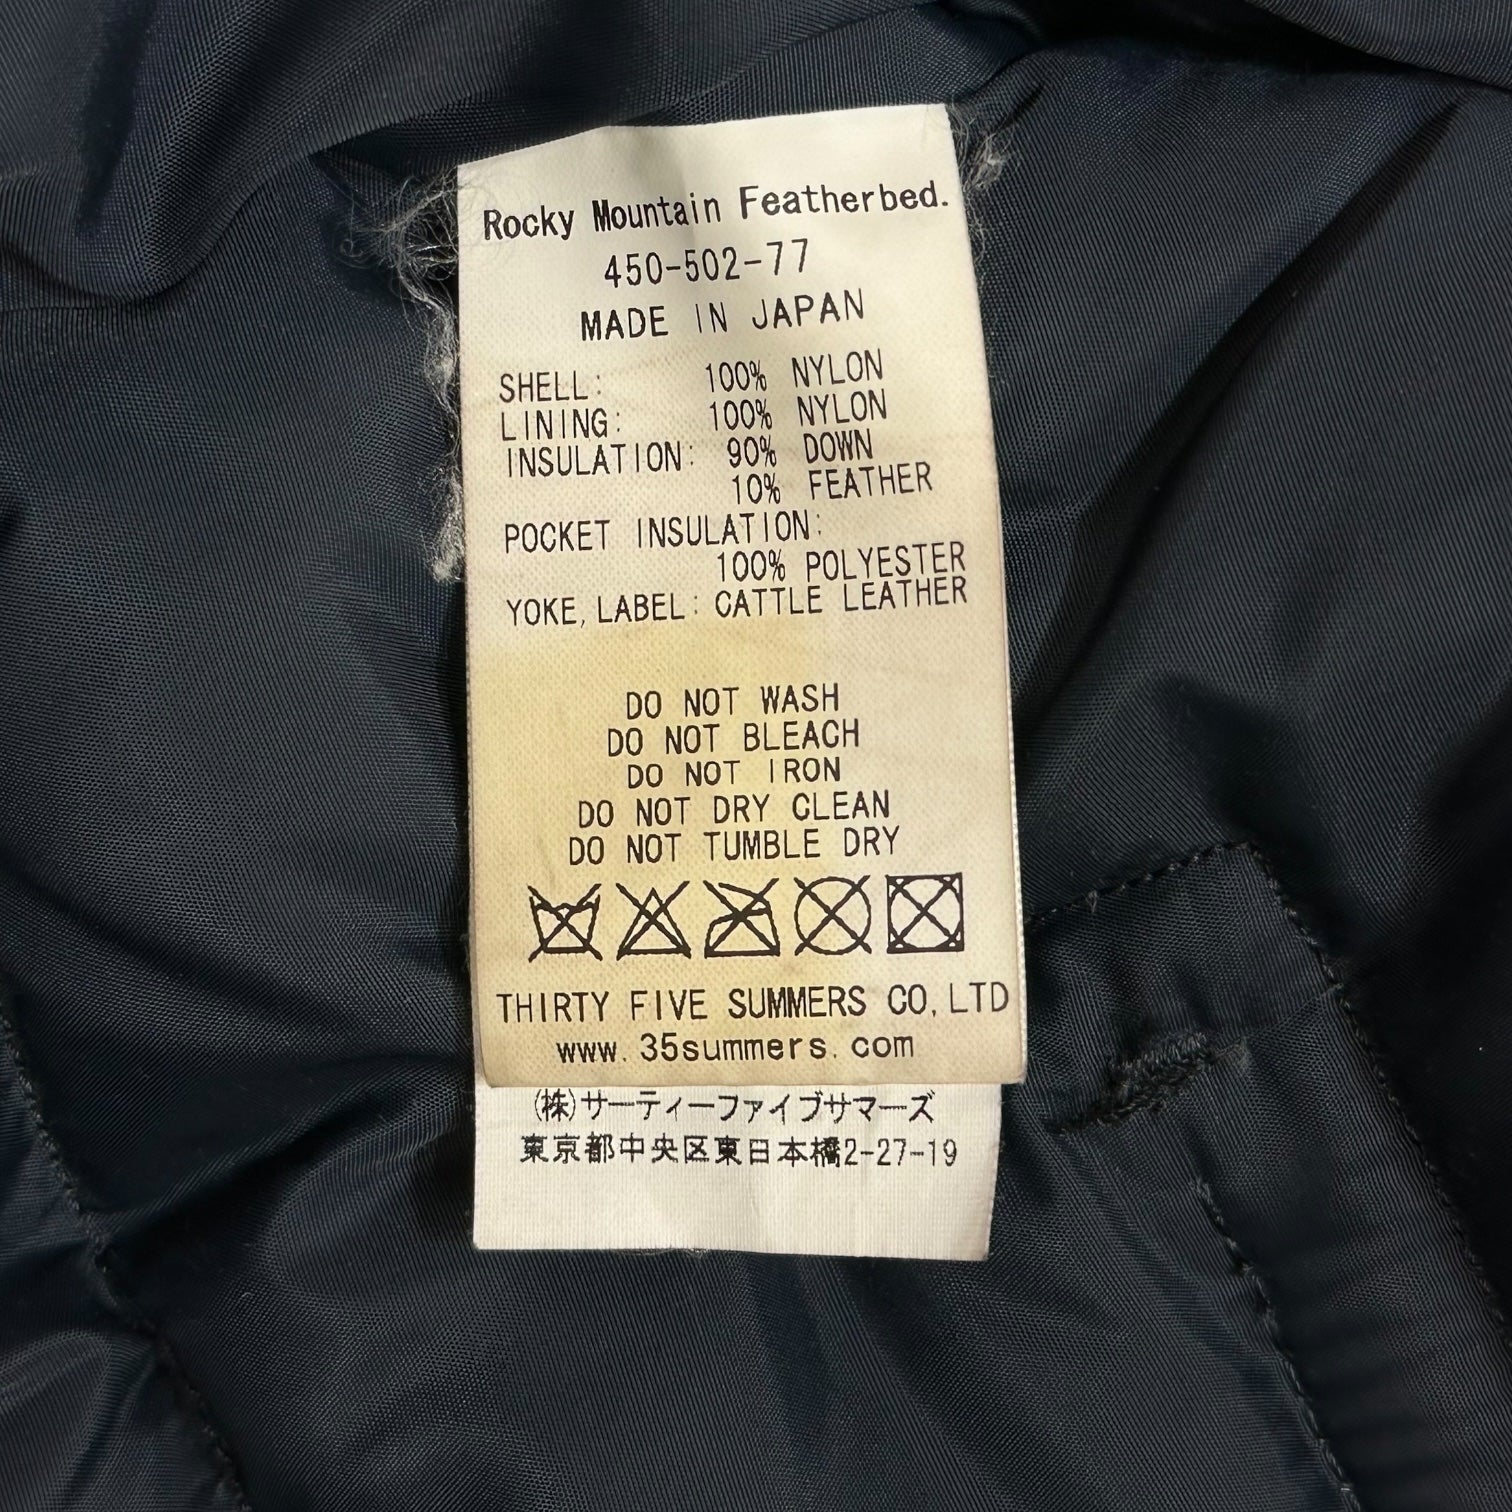 Rocky Mountain Featherbed.
450-502-77
MADE IN JAPAN
SHELL: 100% NYLON
LINING: 100% NYLON
INSULATION: 90% DOWN
10% FEATHER
POCKET INSULATION:
100% POLYESTER
YOKE, LABEL: CATTLE LEATHER
DO NOT WASH
DO NOT BLEACH
DO NOT IRON
DO NOT DRY CLEAN
DO NOT TUMBLE DRY
THIRTY FIVE SUMMERS CO, LTD
www.35summers.com
(株)サーティーファイブサマーズ
東京都中央区東日本橋2-27-19